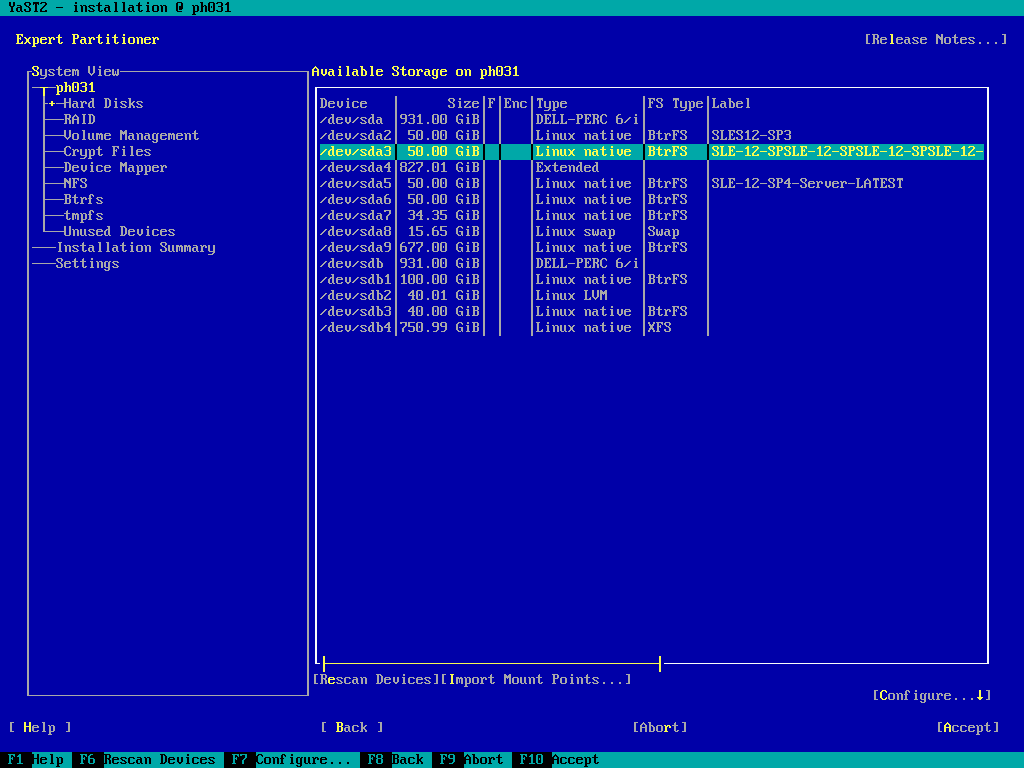 YaST2 - installation @ ph031
Expert Partitioner [Release Notes...]
System View
ph031
+ Hard Disks
RAID
Volume Management
Crypt Files
Device Mapper
NFS
Btrfs
tmpfs
Unused Devices
Installation Summary
Settings
Available Storage on ph031
Device | Size|F|Enc|Type |FS Type|Label
/dev/sda |931.00 GiB| | |DELL-PERC 6/i| |
/dev/sda2| 50.00 GiB| | |Linux native |BtrFS |SLES12-SP3
/dev/sda3| 50.00 GiB| | |Linux native |BtrFS |SLE-12-SPSLE-12-SPSLE-12-SPSLE-12-
/dev/sda4|827.01 GiB| | |Extended | |
/dev/sda5| 50.00 GiB| | |Linux native |BtrFS |SLE-12-SP4-Server-LATEST
/dev/sda6| 50.00 GiB| | |Linux native |BtrFS |
/dev/sda7| 34.35 GiB| | |Linux native |BtrFS |
/dev/sda8| 15.65 GiB| | |Linux swap |Swap |
/dev/sda9|677.00 GiB| | |Linux native |BtrFS |
/dev/sdb |931.00 GiB| | |DELL-PERC 6/i| |
/dev/sdb1|100.00 GiB| | |Linux native |BtrFS |
/dev/sdb2| 40.01 GiB| | |Linux LVM | |
/dev/sdb3| 40.00 GiB| | |Linux native |BtrFS |
/dev/sdb4|750.99 GiB| | |Linux native |XFS |
[Rescan Devices][Import Mount Points...]
[Configure...↓]
[ Help ] [ Back ] [Abort] [Accept]
F1 Help F6 Rescan Devices F7 Configure... F8 Back F9 Abort F10 Accept